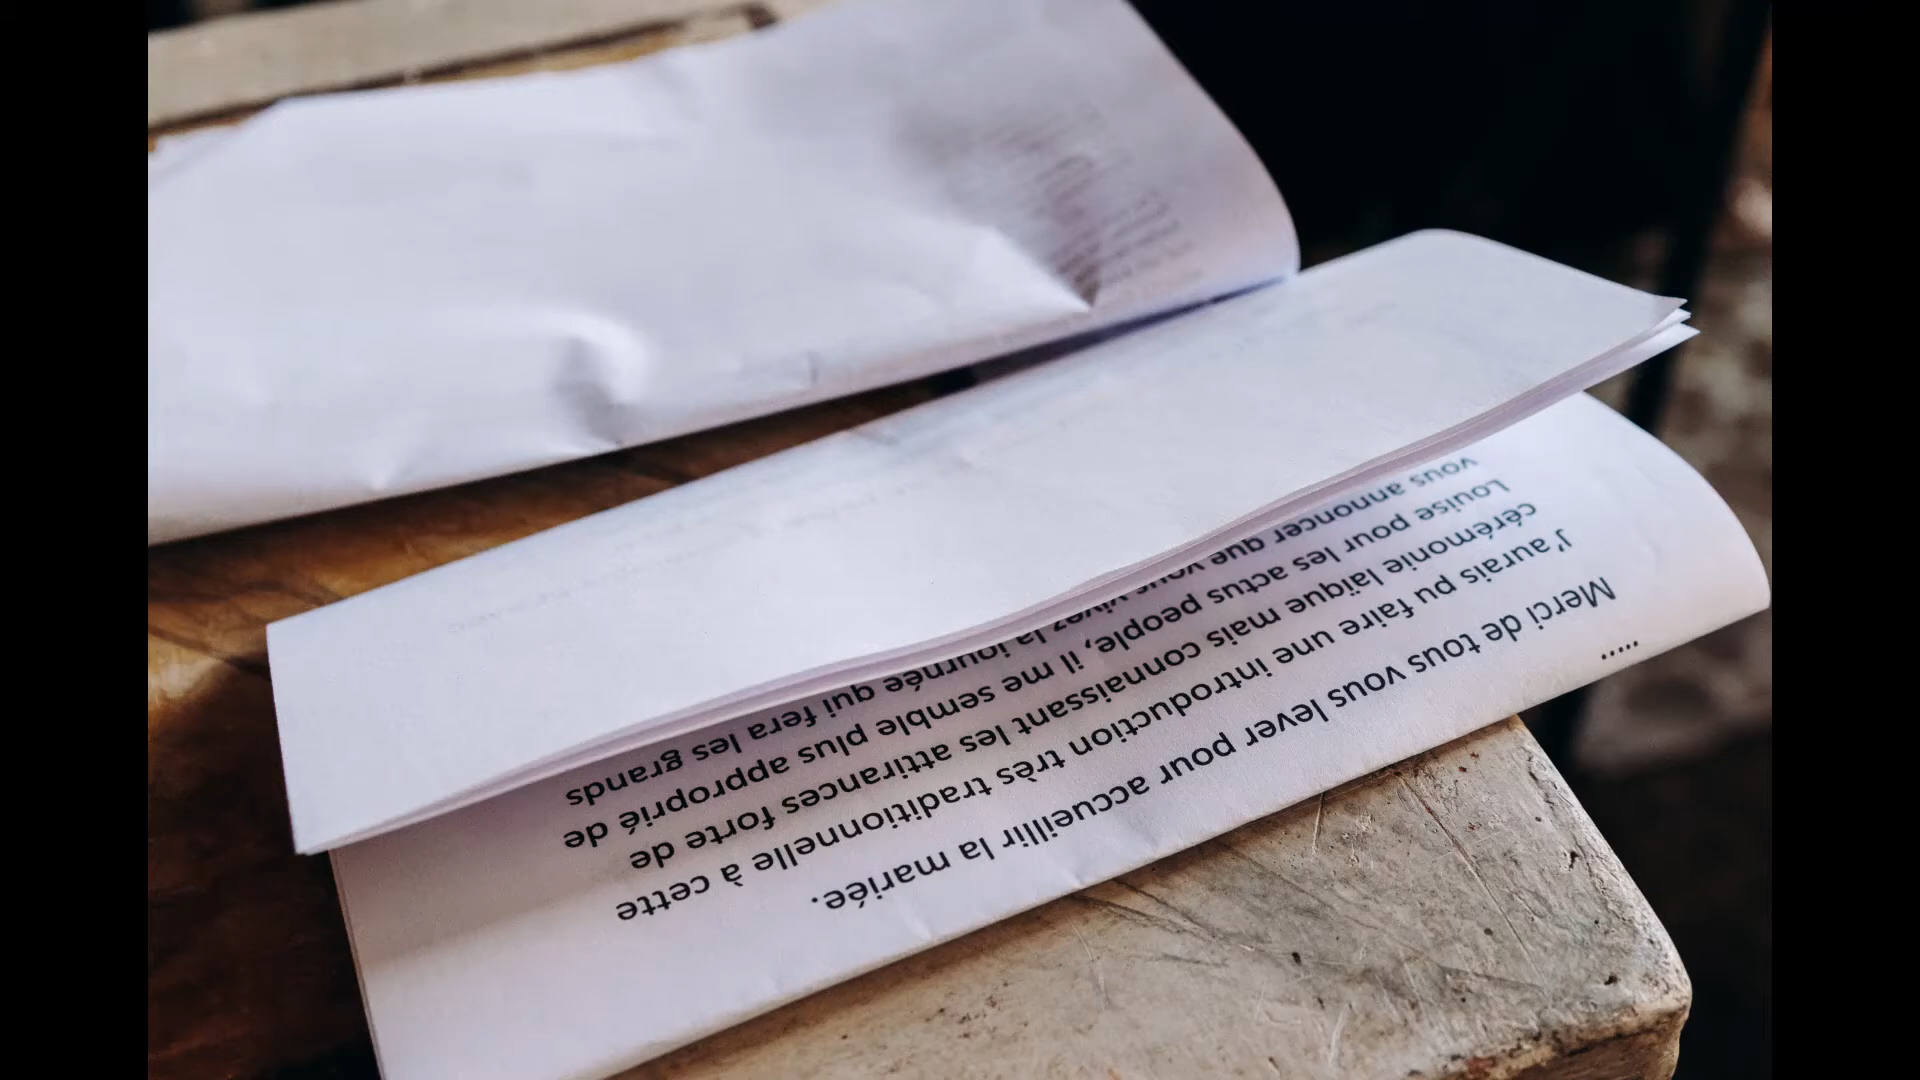 .....
Merci de tous vous lever pour accueillir la mariée.
J'aurais pu faire une introduction très traditionnelle à cette
cérémonie laïque mais connaissant les attirances forte de
Louise pour les actus people, il me semble plus approprié de
vous annoncer que vous vivez la journée qui fera les grands